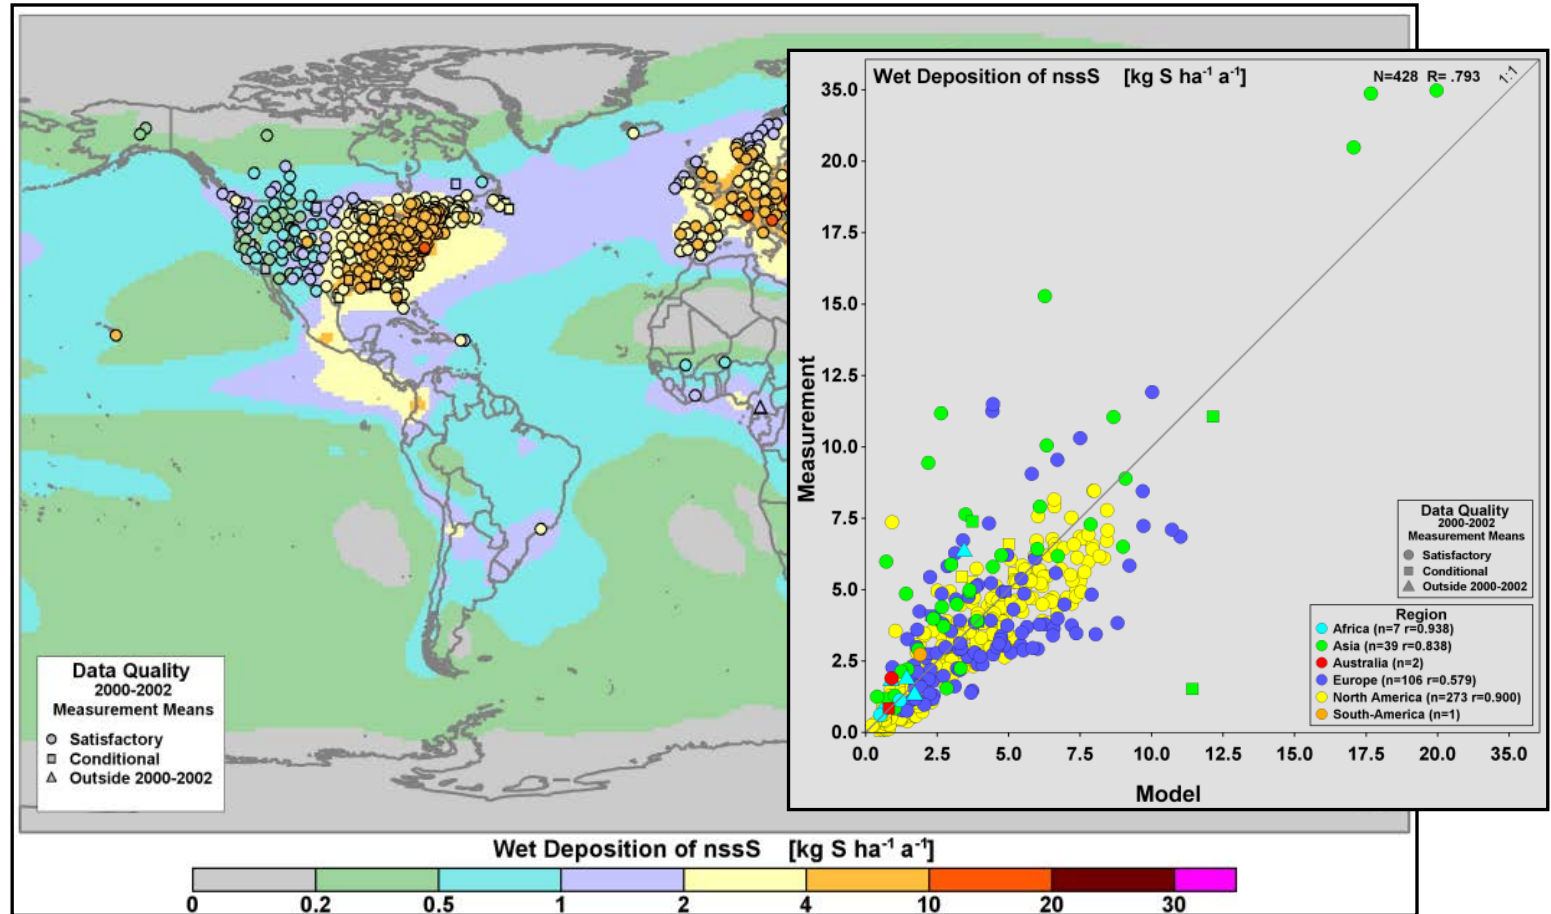 Wet Deposition of nssS [kg S ha⁻¹ a⁻¹]
N=428 R= .793
1:1
35.0
20.0
17.5
15.0
12.5
10.0
7.5
5.0
2.5
0.0
Measurement
0.0 2.5 5.0 7.5 10.0 12.5 15.0 17.5 20.0 35.0
Model
Data Quality
2000-2002
Measurement Means
Satisfactory
Conditional
Outside 2000-2002
Region
Africa (n=7 r=0.938)
Asia (n=39 r=0.838)
Australia (n=2)
Europe (n=106 r=0.579)
North America (n=273 r=0.900)
South-America (n=1)
Data Quality
2000-2002
Measurement Means
Satisfactory
Conditional
Outside 2000-2002
Wet Deposition of nssS [kg S ha⁻¹ a⁻¹]
0 0.2 0.5 1 2 4 10 20 30